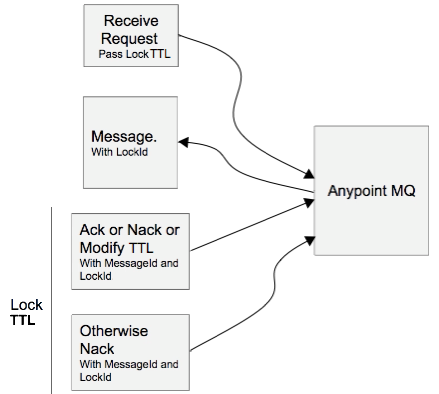 Receive
Request
Pass Lock TTL
Message.
With LockId
Anypoint MQ
Ack or Nack or
Modify TTL
With MessageId and
LockId
Lock
TTL
Otherwise
Nack
With MessageId and
LockId